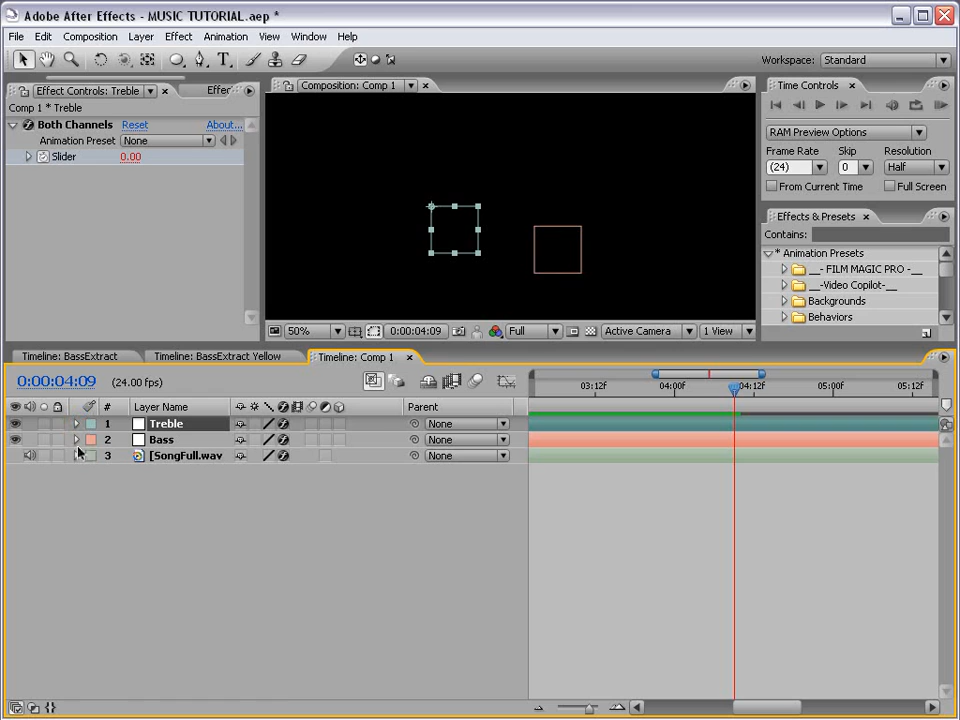 Adobe After Effects - MUSIC TUTORIAL.aep *
File Edit Composition Layer Effect Animation View Window Help
Workspace: Standard
Effect Controls: Treble
Effec
Comp 1 * Treble
Both Channels Reset About...
Animation Preset None
Slider 0.00
Composition: Comp 1
50% 0:00:04:09 Full Active Camera 1 View
Time Controls
RAM Preview Options
Frame Rate Skip Resolution
(24) 0 Half
From Current Time Full Screen
Effects & Presets
Contains:
* Animation Presets
__- FILM MAGIC PRO -__
__-Video Copilot-__
Backgrounds
Behaviors
Timeline: BassExtract Timeline: BassExtract Yellow Timeline: Comp 1
0:00:04:09 (24.00 fps)
03:12f 04:00f 04:12f 05:00f 05:12f
# Layer Name Parent
1 Treble None
2 Bass None
3 [SongFull.wav None